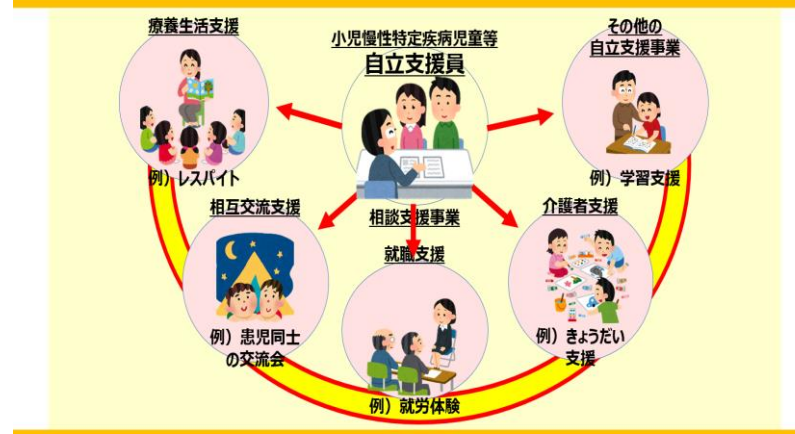 療養生活支援
例）レスパイト
小児慢性特定疾病児童等
自立支援員
相談支援事業
その他の
自立支援事業
例）学習支援
相互交流支援
例）患児同士
の交流会
就職支援
例）就労体験
介護者支援
例）きょうだい
支援